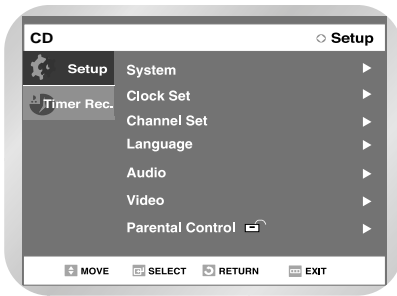 CD Setup
Setup
Timer Rec.
System
Clock Set
Channel Set
Language
Audio
Video
Parental Control
MOVE SELECT RETURN EXIT